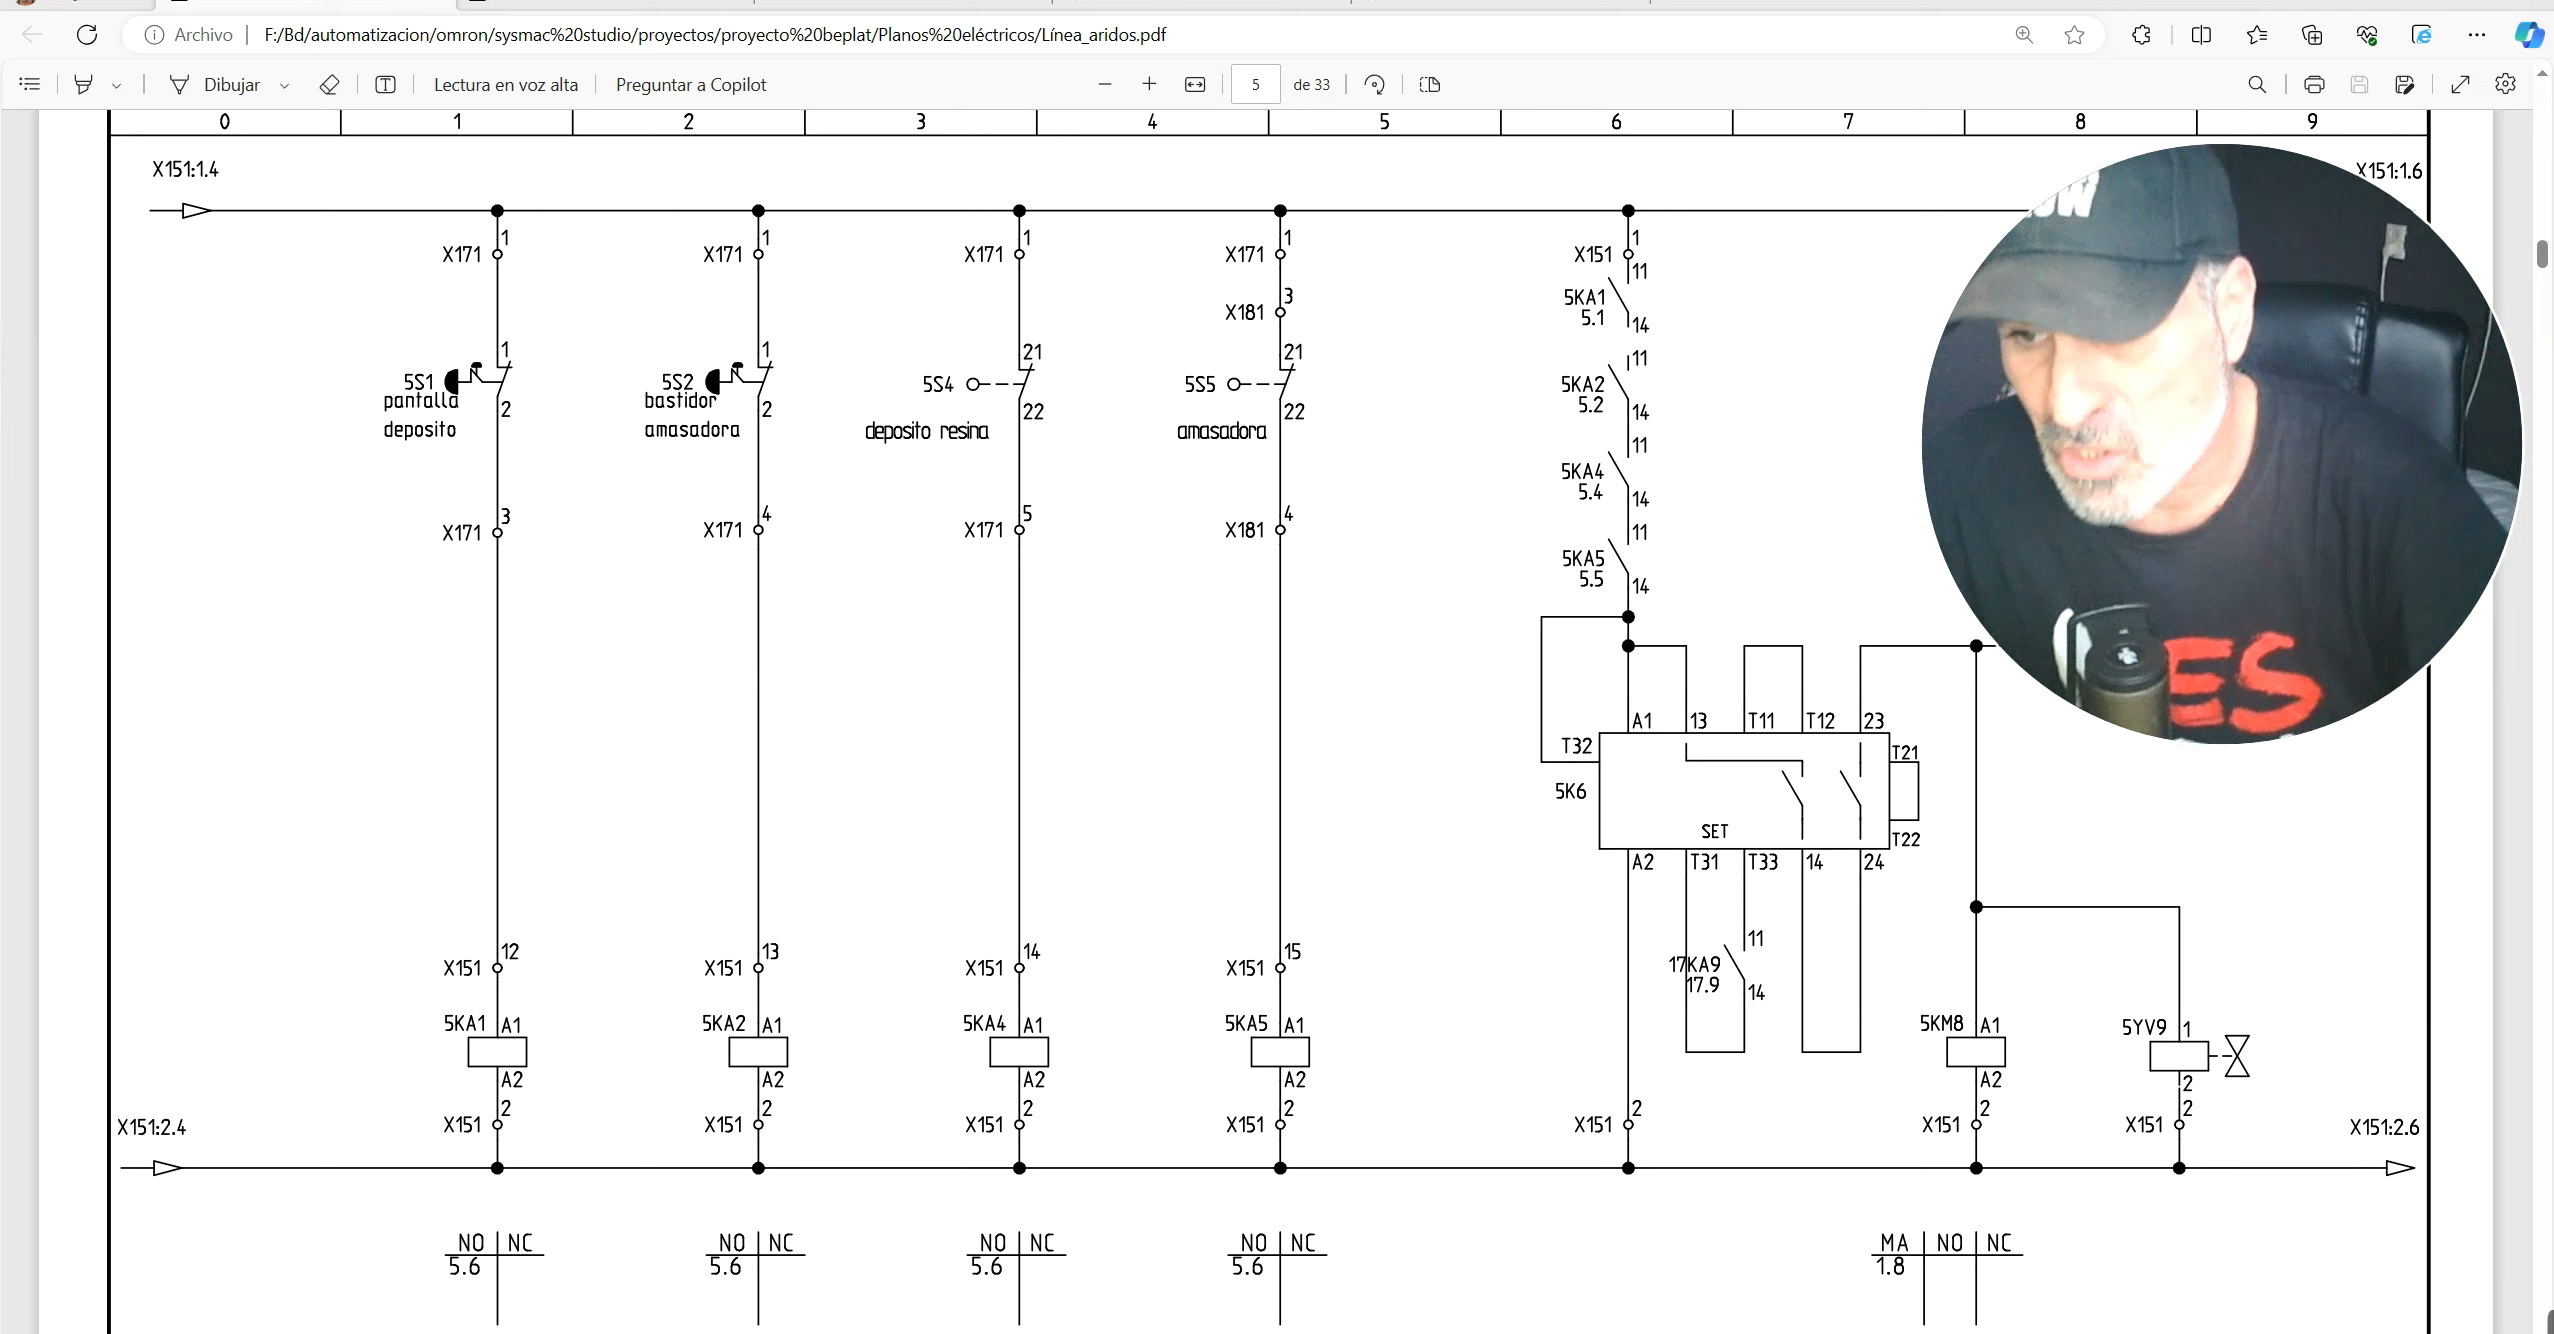 Archivo F:/Bd/automatizacion/omron/sysmac%20studio/proyectos/proyecto%20beplat/Planos%20eléctricos/Línea_aridos.pdf
Dibujar Lectura en voz alta Preguntar a Copilot 5 de 33
0 1 2 3 4 5 6 7 8 9
X151:1.4 X151:1.6
1 1 1 1 1
X171 X171 X171 X171 X151
11
3
X181
5KA1
5.1
14
1 1 21 21 11
5S1 5S2 5S4 5S5 5KA2
pantalla bastidor 5.2
2 2 22 22 14
deposito amasadora deposito resina amasadora
11
5KA4
5.4
14
3 4 5 4 11
X171 X171 X171 X181
5KA5
5.5
14
A1 13 T11 T12 23
T32 T21
5K6
SET
T22
A2 T31 T33 14 24
11
17KA9
17.9
14
12 13 14 15
X151 X151 X151 X151
5KA1 A1 5KA2 A1 5KA4 A1 5KA5 A1 5KM8 A1 5YV9 1
A2 A2 A2 A2 A2 2
2 2 2 2 2 2 2
X151:2.4 X151 X151 X151 X151 X151 X151 X151 X151:2.6
NO NC NO NC NO NC NO NC MA NO NC
5.6 5.6 5.6 5.6 1.8
OW
ES